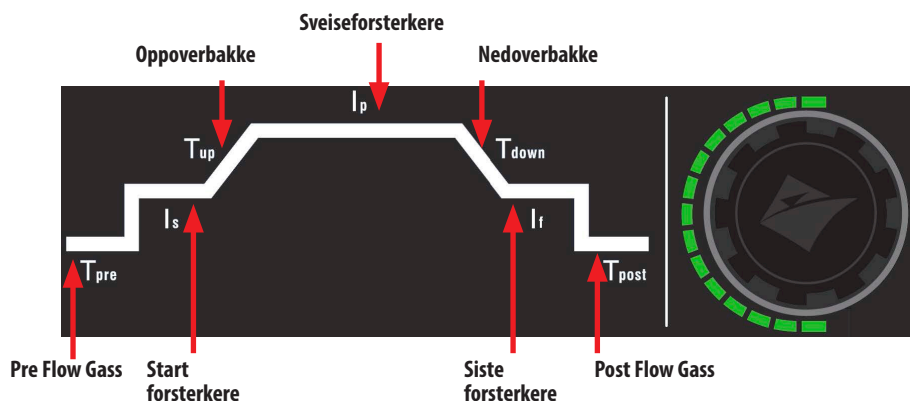 Sveiseforsterkere
Oppoverbakke
Nedoverbakke
Ip
Tup
Tdown
Is
If
Tpre
Tpost
Pre Flow Gass
Start
forsterkere
Siste
forsterkere
Post Flow Gass